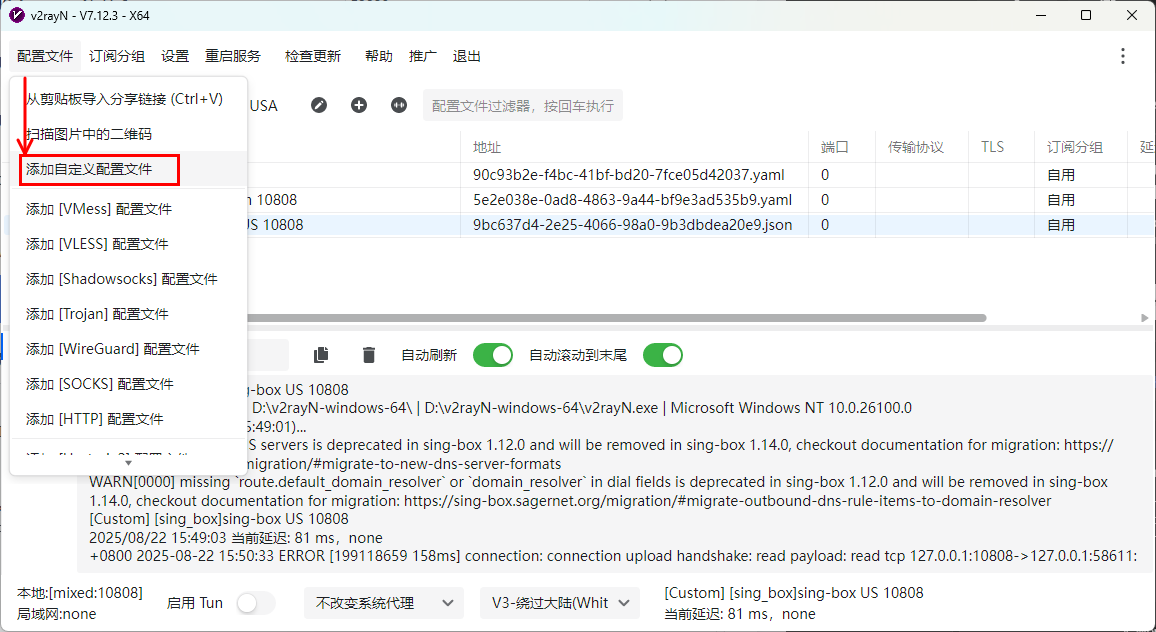 v2rayN - V7.12.3 - X64
配置文件 订阅分组 设置 重启服务 检查更新 帮助 推广 退出
从剪贴板导入分享链接 (Ctrl+V)
扫描图片中的二维码
添加自定义配置文件
添加 [VMess] 配置文件
添加 [VLESS] 配置文件
添加 [Shadowsocks] 配置文件
添加 [Trojan] 配置文件
添加 [WireGuard] 配置文件
添加 [SOCKS] 配置文件
添加 [HTTP] 配置文件
USA 配置文件过滤器，按回车执行
地址 端口 传输协议 TLS 订阅分组 延
90c93b2e-f4bc-41bf-bd20-7fce05d42037.yaml 0 自用
10808 5e2e038e-0ad8-4863-9a44-bf9e3ad535b9.yaml 0 自用
US 10808 9bc637d4-2e25-4066-98a0-9b3dbdea20e9.json 0 自用
自动刷新 自动滚动到末尾
-box US 10808
D:\v2rayN-windows-64\ | D:\v2rayN-windows-64\v2rayN.exe | Microsoft Windows NT 10.0.26100.0
5:49:01)...
S servers is deprecated in sing-box 1.12.0 and will be removed in sing-box 1.14.0, checkout documentation for migration: https://
migration/#migrate-to-new-dns-server-formats
WARN[0000] missing `route.default_domain_resolver` or `domain_resolver` in dial fields is deprecated in sing-box 1.12.0 and will be removed in sing-box
1.14.0, checkout documentation for migration: https://sing-box.sagernet.org/migration/#migrate-outbound-dns-rule-items-to-domain-resolver
[Custom] [sing_box]sing-box US 10808
2025/08/22 15:49:03 当前延迟: 81 ms，none
+0800 2025-08-22 15:50:33 ERROR [199118659 158ms] connection: connection upload handshake: read payload: read tcp 127.0.0.1:10808->127.0.0.1:58611:
本地:[mixed:10808]
局域网:none
启用 Tun
不改变系统代理
V3-绕过大陆(Whit
[Custom] [sing_box]sing-box US 10808
当前延迟: 81 ms，none